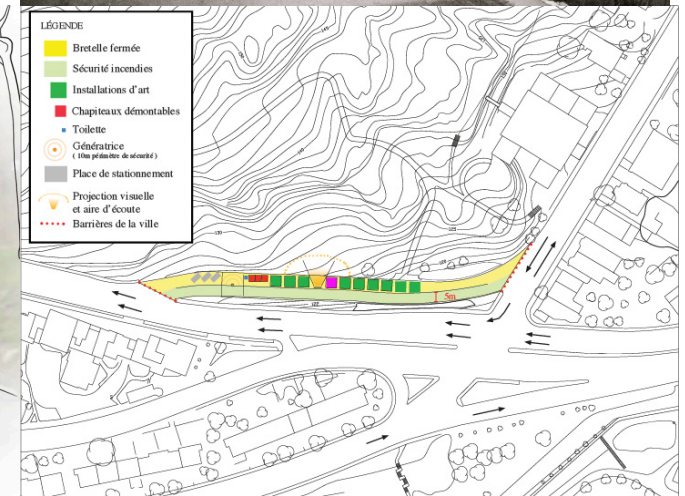 LÉGENDE
Bretelle fermée
Sécurité incendies
Installations d'art
Chapiteaux démontables
Toilette
Génératrice
( 10m périmètre de sécurité )
Place de stationnement
Projection visuelle
et aire d'écoute
Barrières de la ville
5m